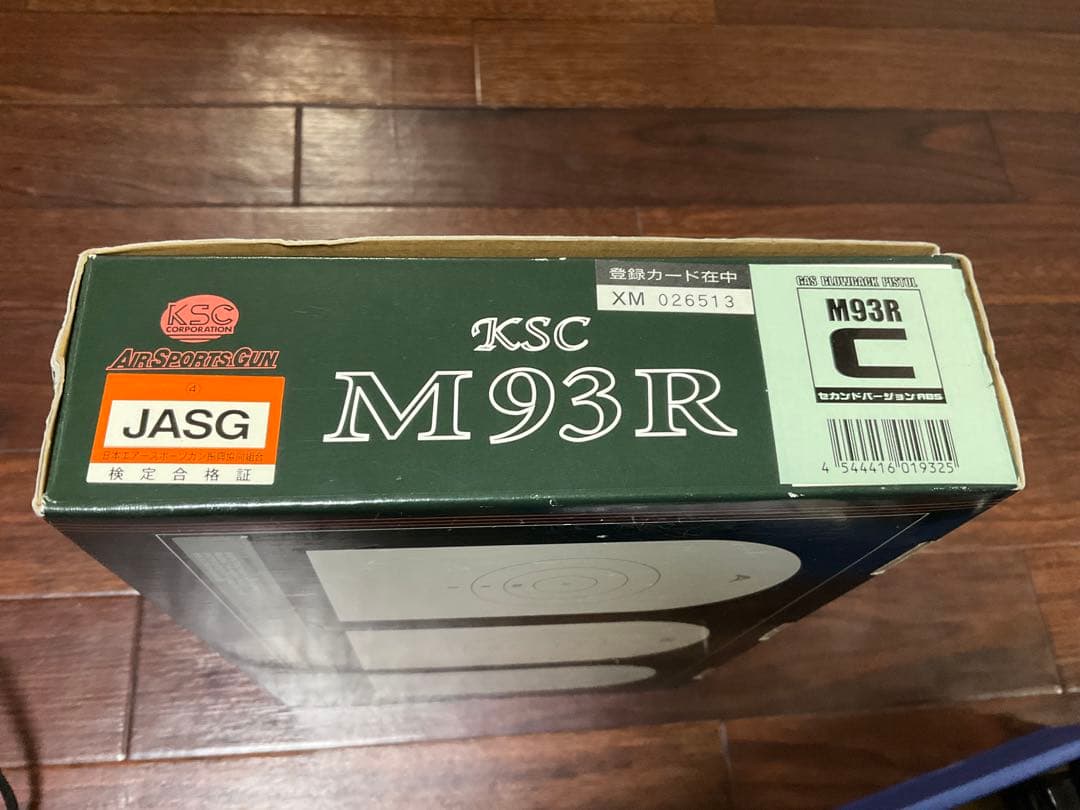 KSC
CORPORATION
AIR SPORTS GUN
④
JASG
日本エアースポーツガン振興協同組合
検定合格証
KSC
M93R
登録カード在中
XM 026513
GAS BLOWBACK PISTOL
M93R
C
セカンドバージョン ABS
4 544416 019325